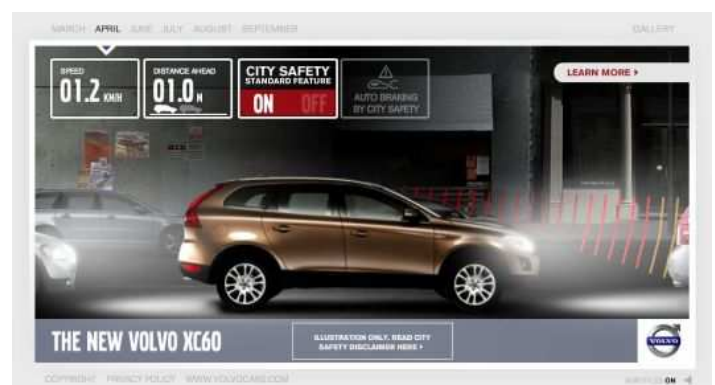 MARCH APRIL JUNE JULY AUGUST SEPTEMBER
GALLERY
SPEED
01.2 KM/H
DISTANCE AHEAD
01.0 M
CITY SAFETY
STANDARD FEATURE
ON OFF
AUTO BRAKING
BY CITY SAFETY
LEARN MORE
THE NEW VOLVO XC60
ILLUSTRATION ONLY. READ CITY
SAFETY DISCLAIMER HERE
VOLVO
COPYRIGHT PRIVACY POLICY WWW.VOLVOCARS.COM
ON